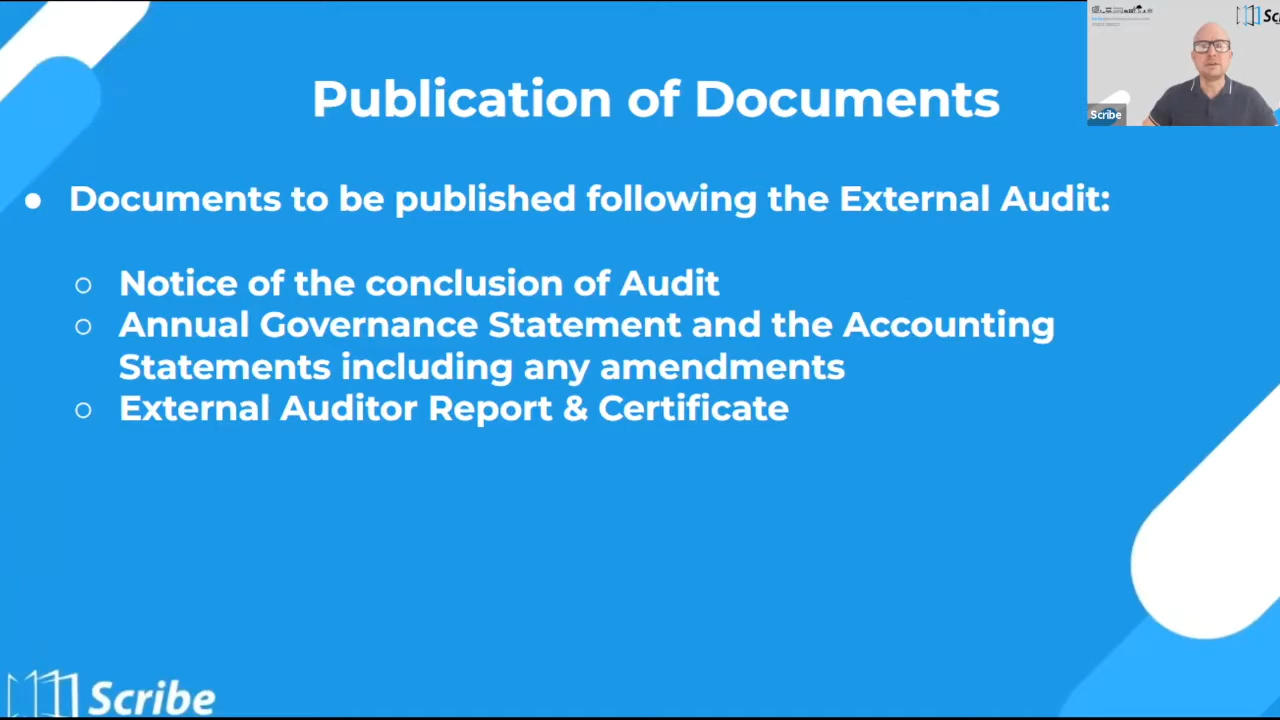 Publication of Documents
Documents to be published following the External Audit:
Notice of the conclusion of Audit
Annual Governance Statement and the Accounting
Statements including any amendments
External Auditor Report & Certificate
Scribe
Scribe